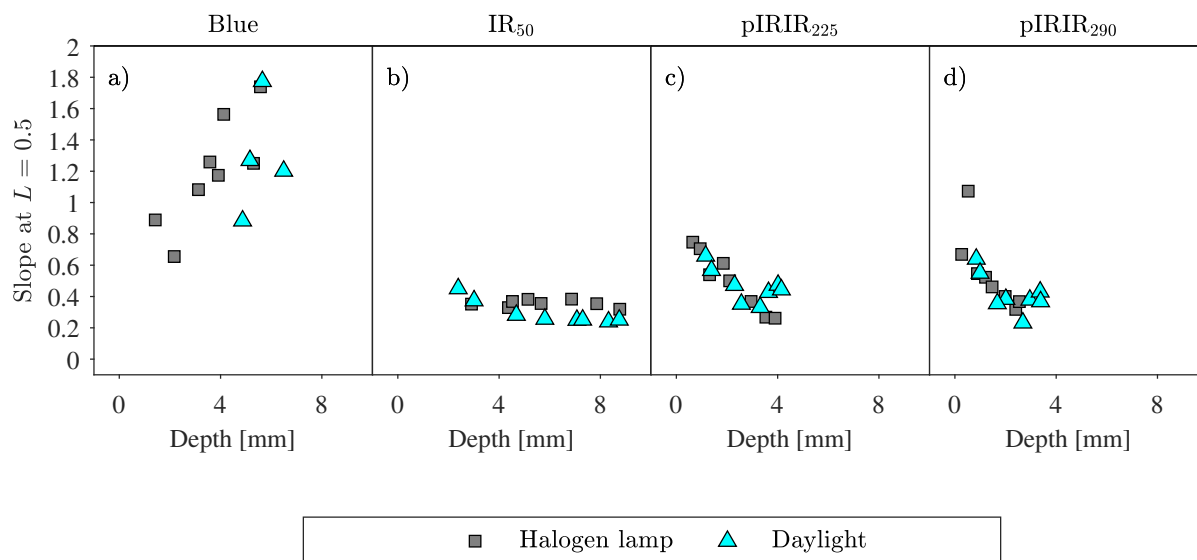 Blue IR₅₀ pIRIR₂₂₅ pIRIR₂₉₀
a) b) c) d)
Slope at L = 0.5
2
1.8
1.6
1.4
1.2
1
0.8
0.6
0.4
0.2
0
0 4 8 0 4 8 0 4 8 0 4 8
Depth [mm] Depth [mm] Depth [mm] Depth [mm]
Halogen lamp Daylight